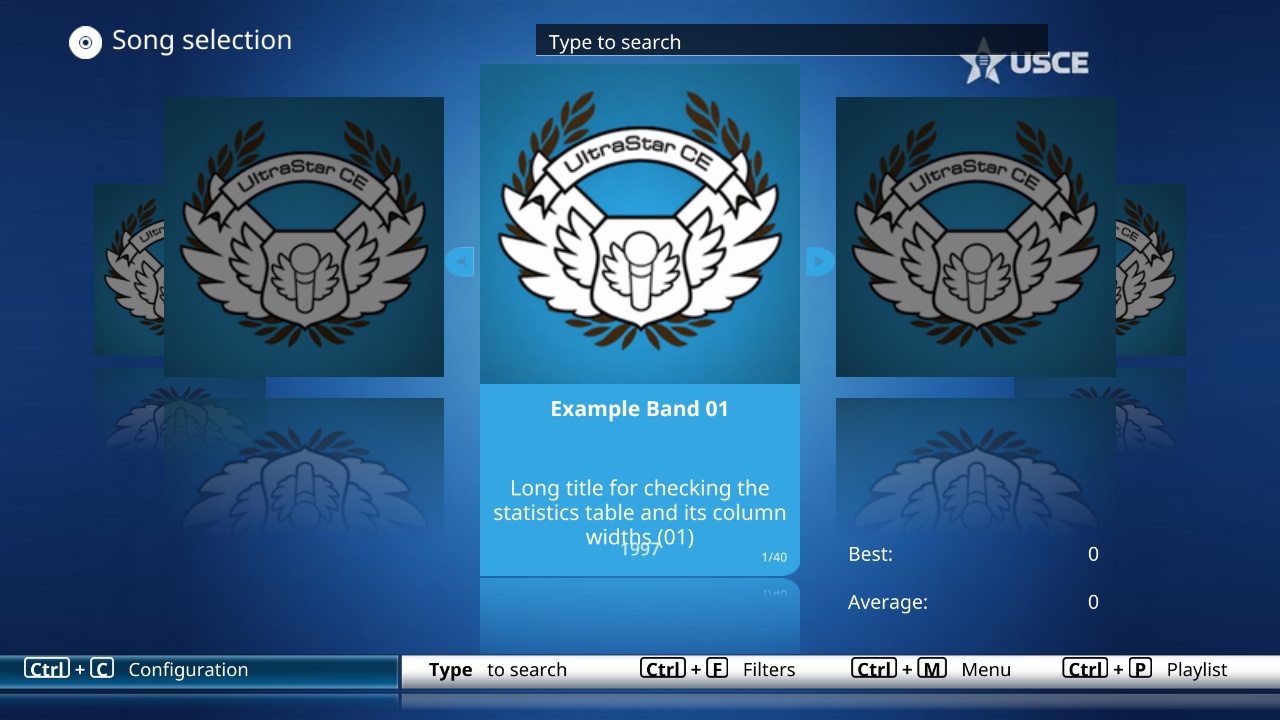 Song selection
Type to search
USCE
UltraStar CE
UltraStar CE
UltraStar CE
Example Band 01
Long title for checking the
statistics table and its column
widths (01)
1997
1/40
Best: 0
Average: 0
Ctrl + C Configuration
Type to search
Ctrl + F Filters
Ctrl + M Menu
Ctrl + P Playlist